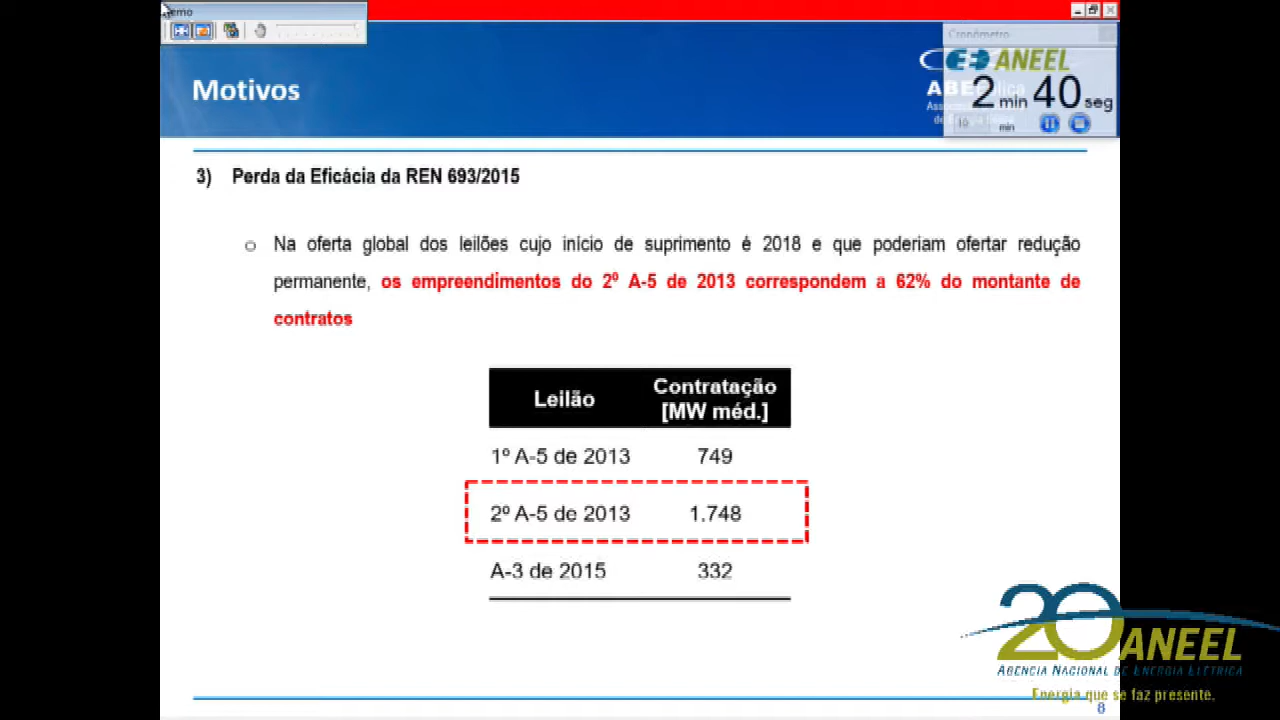 Motivos
ANEEL
Cronômetro
2 min 40 seg
10 min
3) Perda da Eficácia da REN 693/2015
o Na oferta global dos leilões cujo início de suprimento é 2018 e que poderiam ofertar redução
permanente, os empreendimentos do 2º A-5 de 2013 correspondem a 62% do montante de
contratos
Leilão Contratação
[MW méd.]
1º A-5 de 2013 749
2º A-5 de 2013 1.748
A-3 de 2015 332
20 ANEEL
AGÊNCIA NACIONAL DE ENERGIA ELÉTRICA
Energia que se faz presente.
8